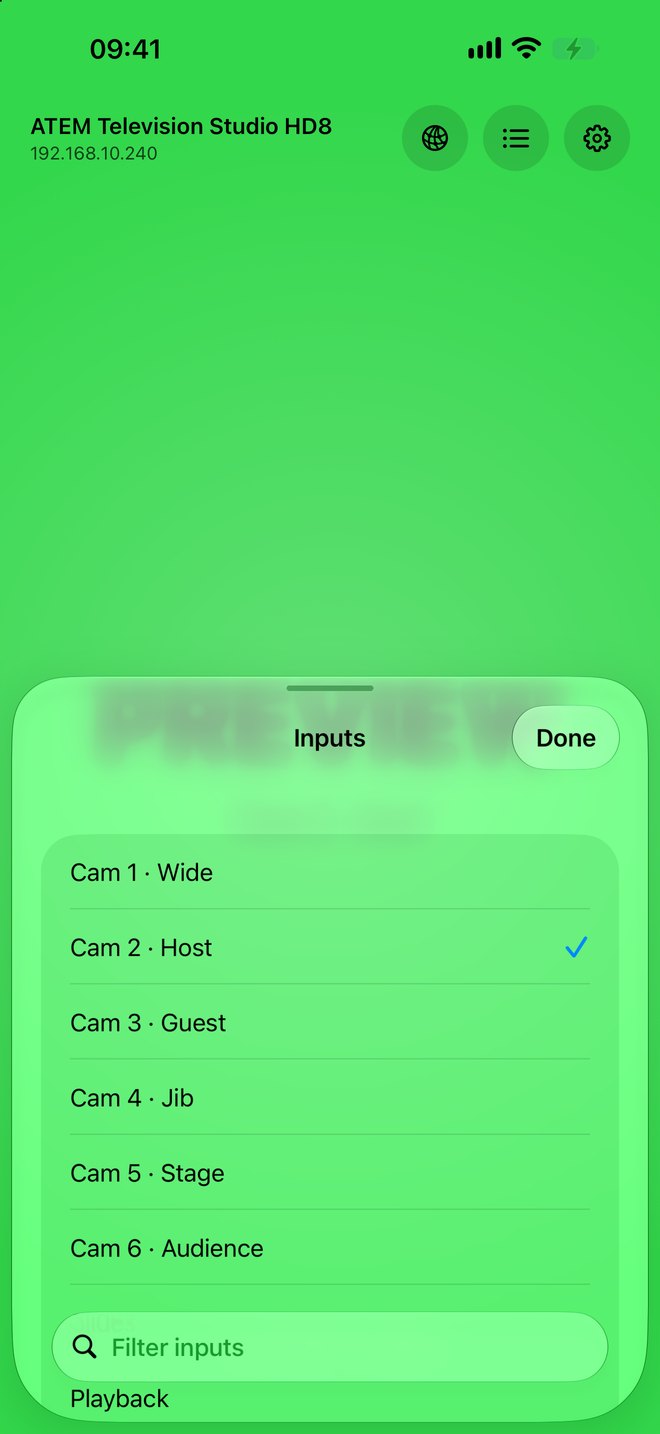 09:41
ATEM Television Studio HD8
192.168.10.240
PREVIEW
Inputs
Done
Cam 1 · Wide
Cam 2 · Host
Cam 3 · Guest
Cam 4 · Jib
Cam 5 · Stage
Cam 6 · Audience
Filter inputs
Playback